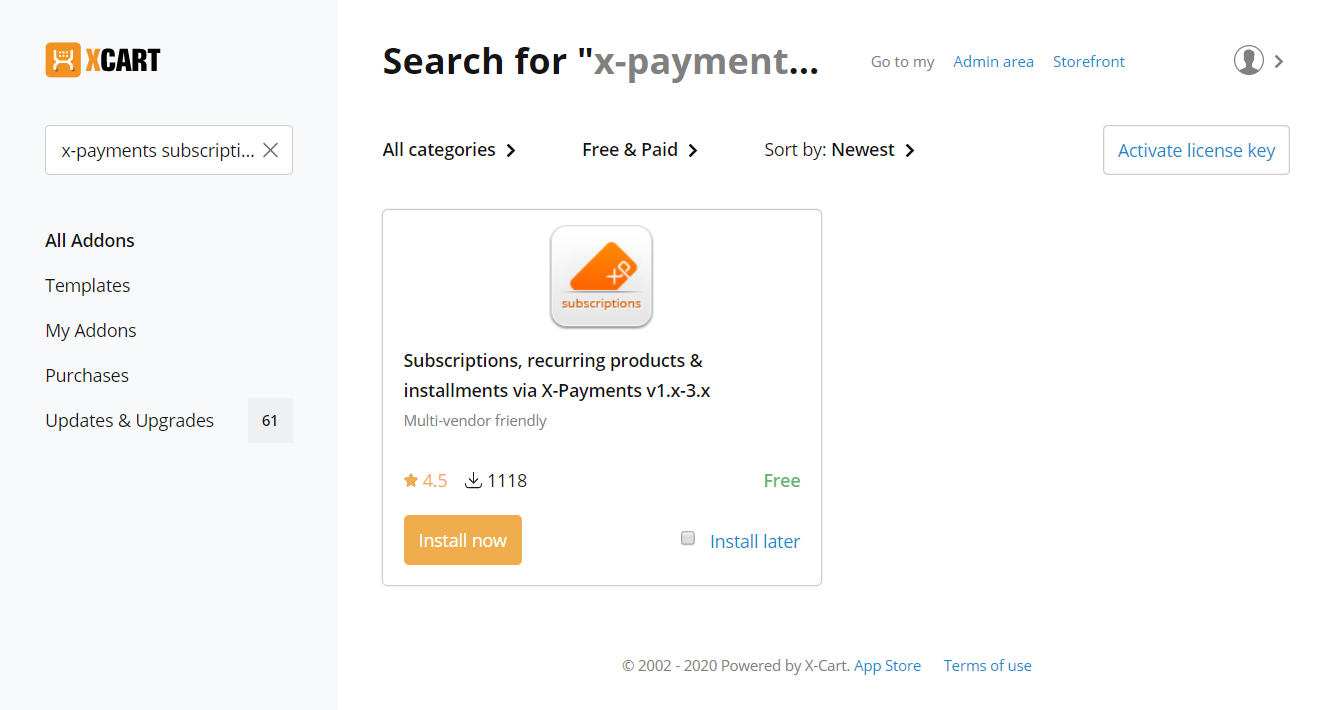 XCART
Search for "x-payment...
Go to my Admin area Storefront
x-payments subscripti...
All categories
Free & Paid
Sort by: Newest
Activate license key
All Addons
Templates
My Addons
Purchases
Updates & Upgrades 61
xp
subscriptions
Subscriptions, recurring products &
installments via X-Payments v1.x-3.x
Multi-vendor friendly
4.5 1118 Free
Install now Install later
© 2002 - 2020 Powered by X-Cart. App Store Terms of use